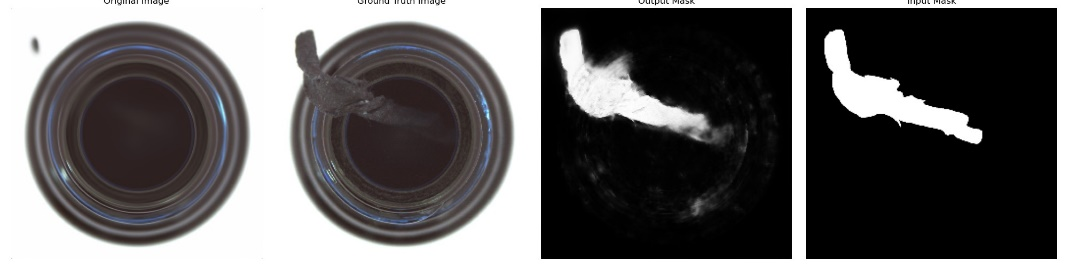 Original Image
Ground Truth Image
Output Mask
Input Mask